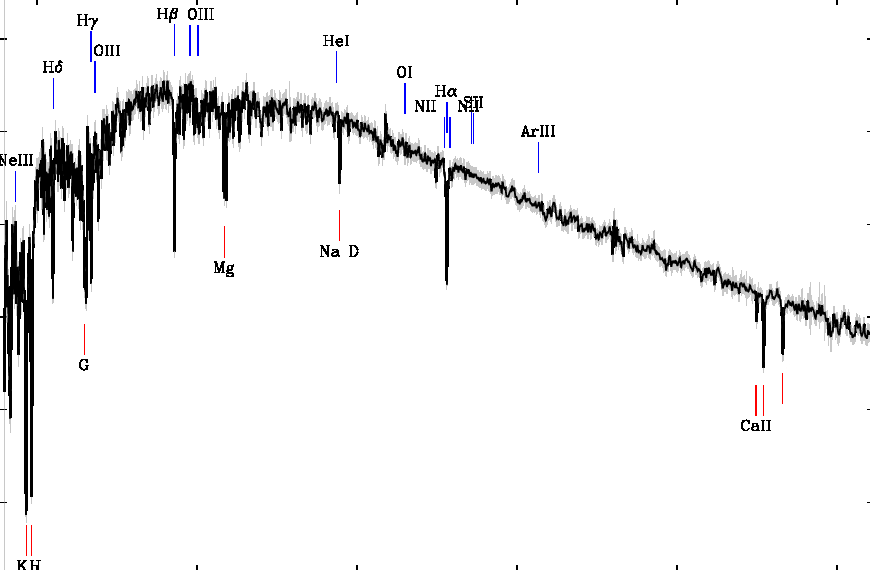 Hβ OIII
Hγ
HeI
OIII
Hδ
OI
Hα
NII NII
SII
ArIII
NeIII
Na D
Mg
G
CaII
K H